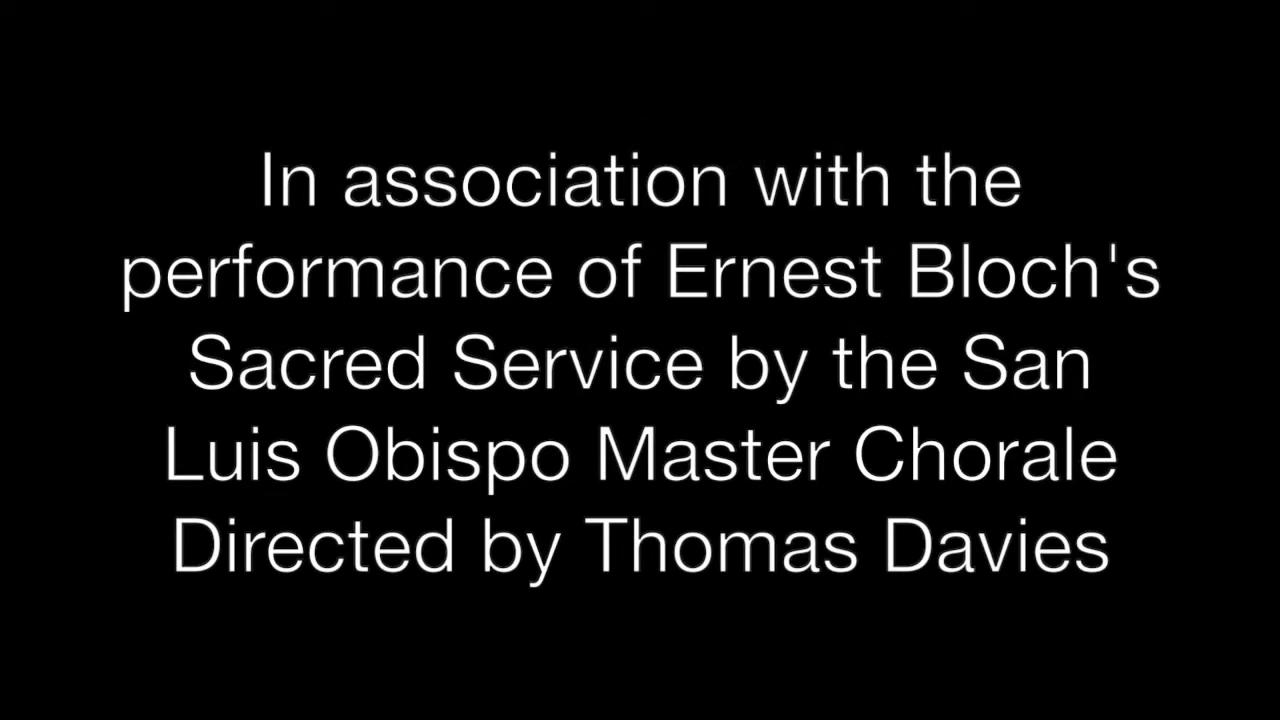 In association with the
performance of Ernest Bloch's
Sacred Service by the San
Luis Obispo Master Chorale
Directed by Thomas Davies